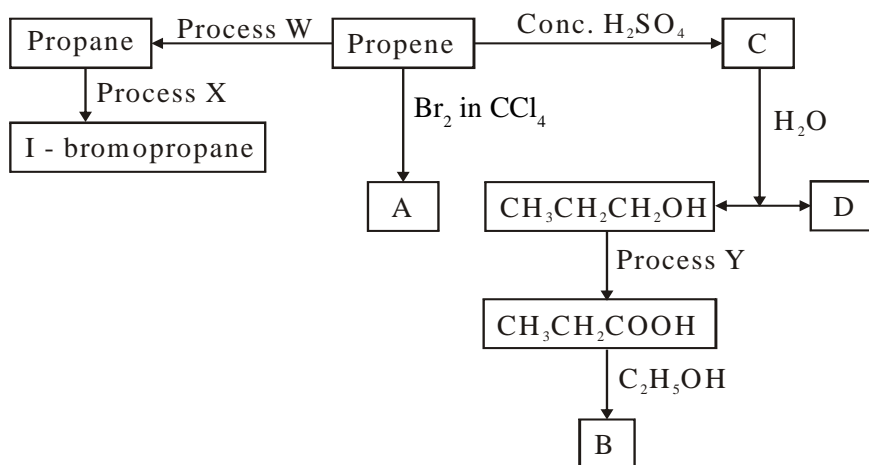 Propane
Process W
Propene
Conc. H₂SO₄
C
Process X
Br₂ in CCl₄
H₂O
I - bromopropane
A
CH₃CH₂CH₂OH
D
Process Y
CH₃CH₂COOH
C₂H₅OH
B